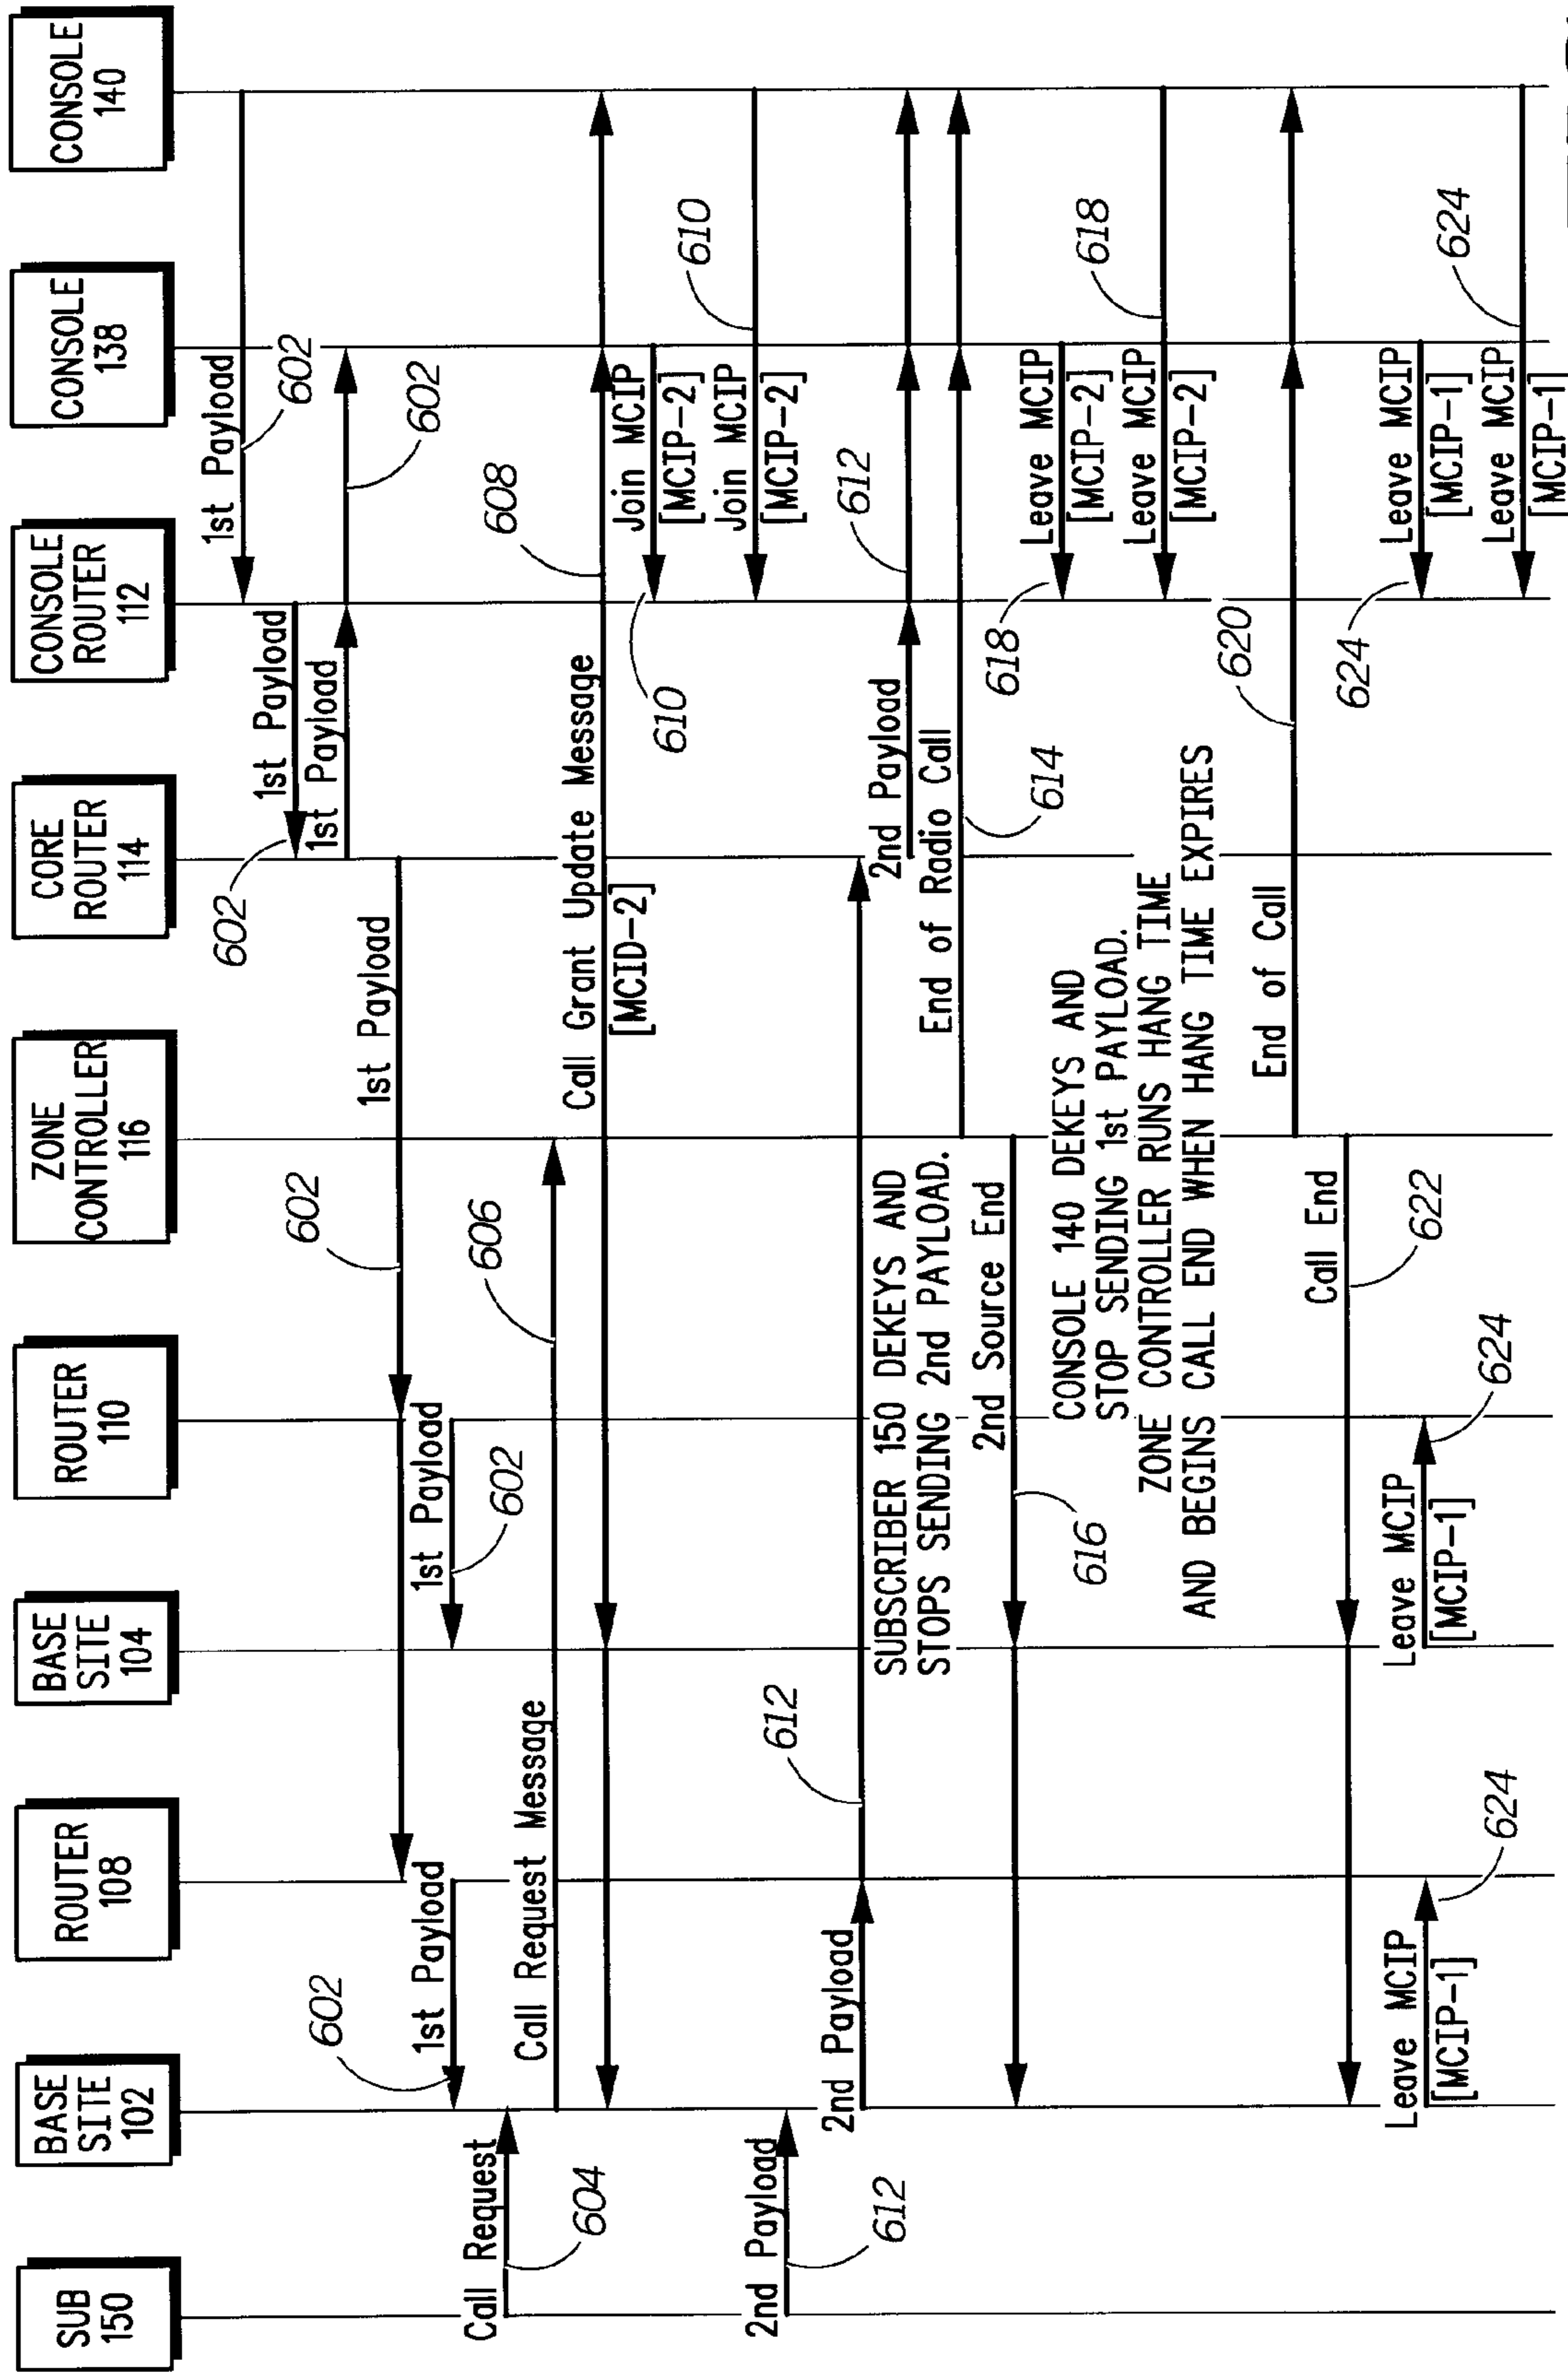 SUB
150
BASE
SITE
102
ROUTER
108
BASE
SITE
104
ROUTER
110
ZONE
CONTROLLER
116
CORE
ROUTER
114
CONSOLE
ROUTER
112
CONSOLE
138
CONSOLE
140
1st Payload
602
1st Payload
602
1st Payload
602
1st Payload
602
1st Payload
602
1st Payload
602
Call Request
604
Call Request Message
606
Call Grant Update Message
[MCID-2]
608
Join MCIP
[MCIP-2]
610
Join MCIP
[MCIP-2]
610
2nd Payload
612
2nd Payload
612
2nd Payload
612
SUBSCRIBER 150 DEKEYS AND
STOPS SENDING 2nd PAYLOAD.
End of Radio Call
614
2nd Source End
616
Leave MCIP
[MCIP-2]
618
Leave MCIP
[MCIP-2]
618
CONSOLE 140 DEKEYS AND
STOP SENDING 1st PAYLOAD.
ZONE CONTROLLER RUNS HANG TIME
AND BEGINS CALL END WHEN HANG TIME EXPIRES
End of Call
620
Call End
622
Leave MCIP
[MCIP-1]
624
Leave MCIP
[MCIP-1]
624
Leave MCIP
[MCIP-1]
624
Leave MCIP
[MCIP-1]
624